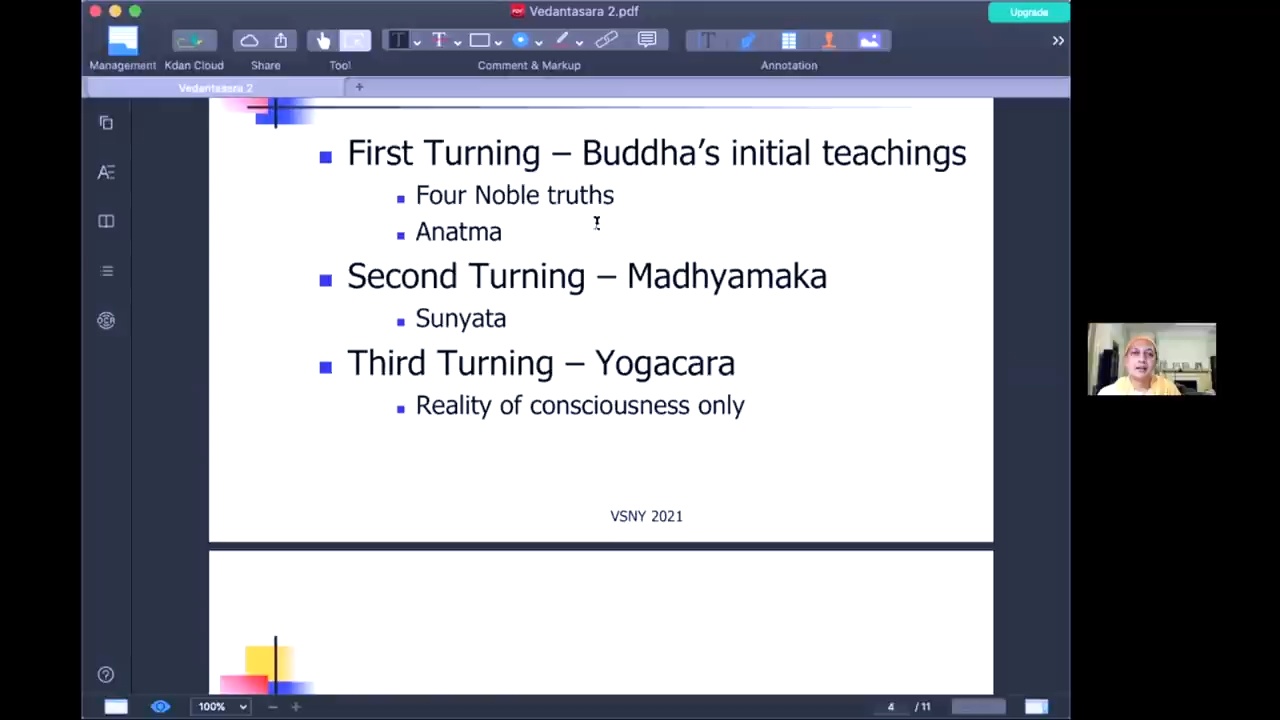 Vedantasara 2.pdf
Upgrade
Management
Kdan Cloud
Share
Tool
Comment & Markup
Annotation
Vedantasara 2
First Turning – Buddha's initial teachings
Four Noble truths
Anatma
Second Turning – Madhyamaka
Sunyata
Third Turning – Yogacara
Reality of consciousness only
VSNY 2021
100%
4 / 11